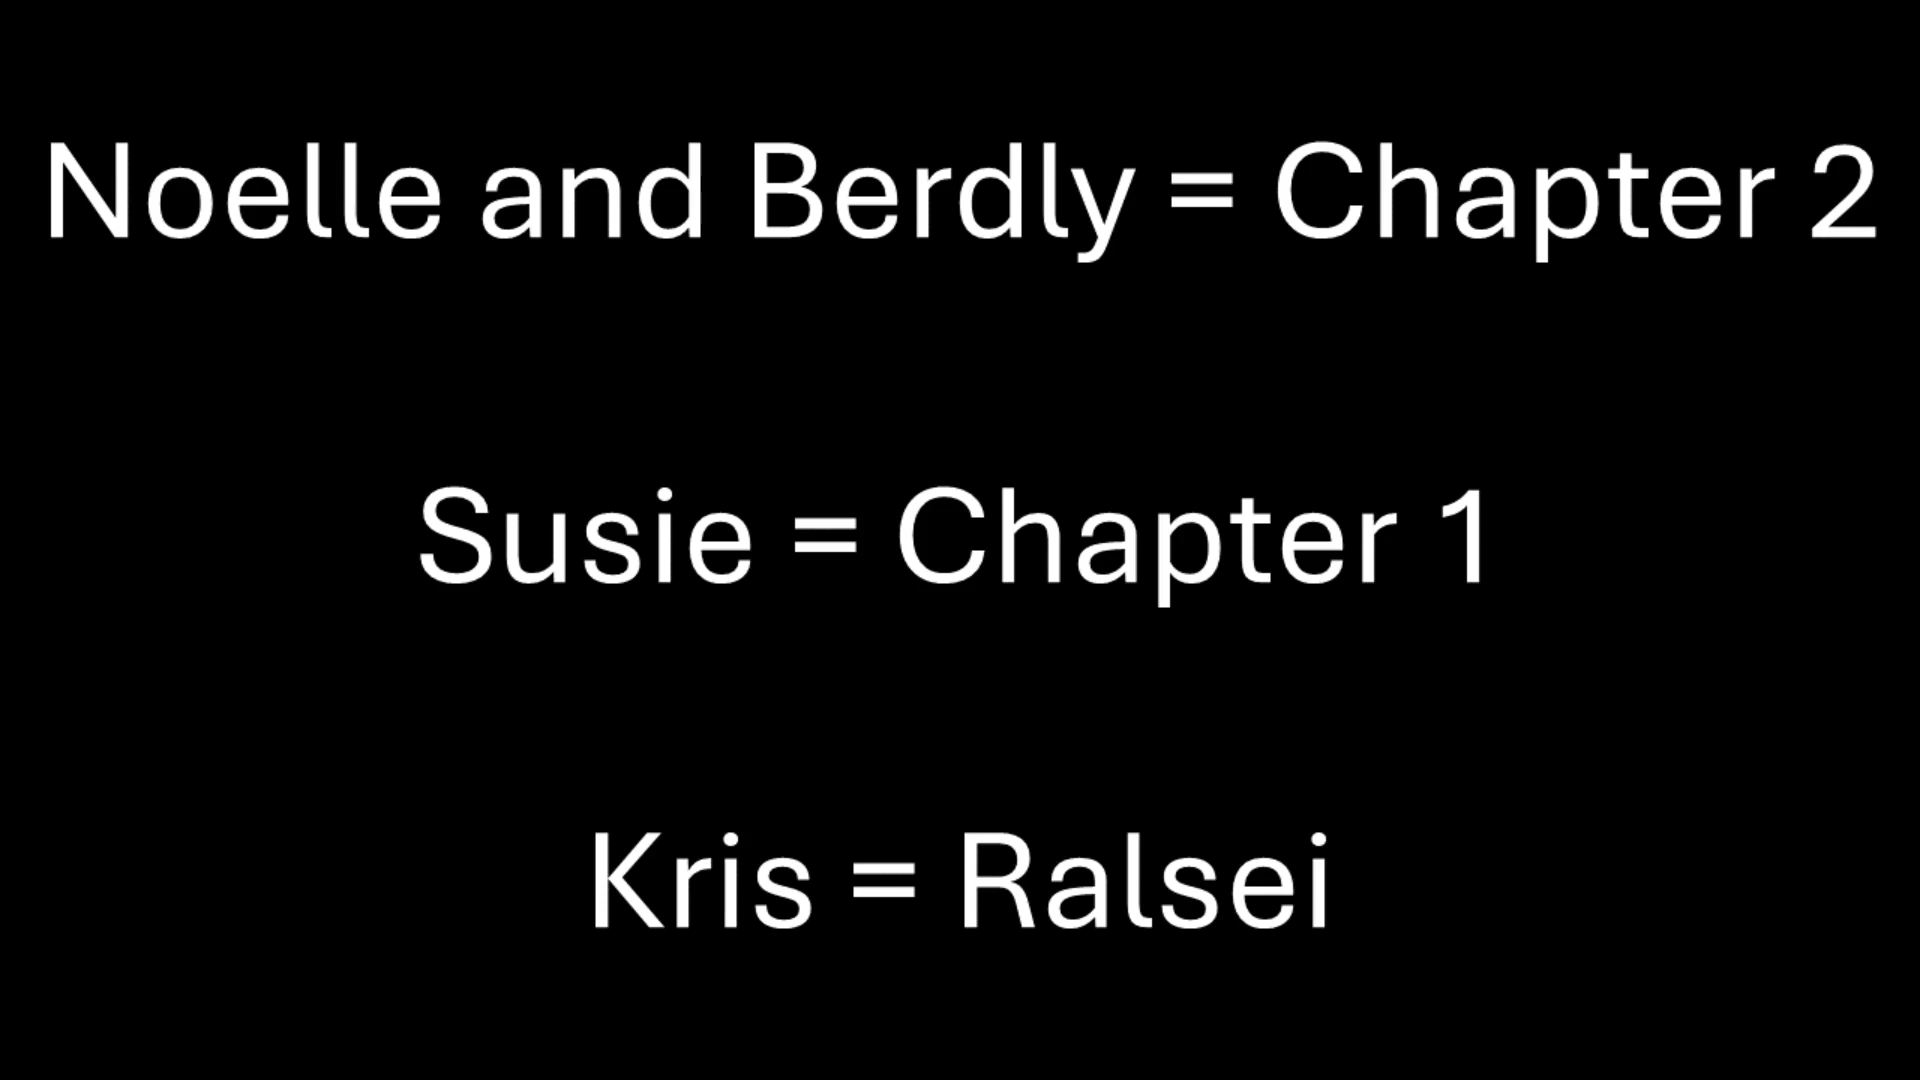 Noelle and Berdly = Chapter 2
Susie = Chapter 1
Kris = Ralsei